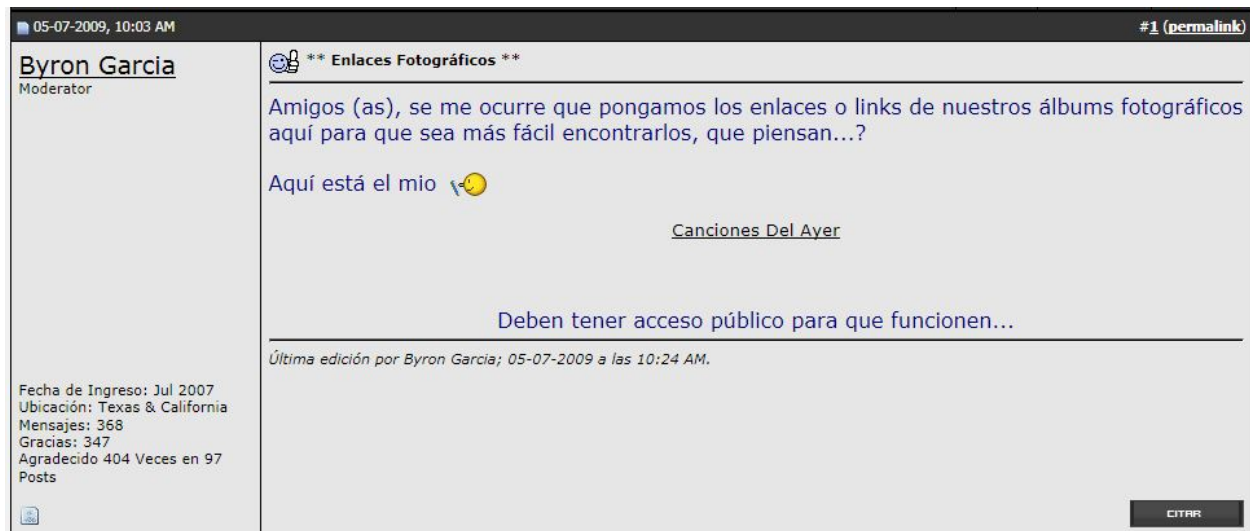 05-07-2009, 10:03 AM
#1 (permalink)
Byron Garcia
Moderator
** Enlaces Fotográficos **
Amigos (as), se me ocurre que pongamos los enlaces o links de nuestros álbums fotográficos
aquí para que sea más fácil encontrarlos, que piensan...?
Aquí está el mio
Canciones Del Ayer
Deben tener acceso público para que funcionen...
Última edición por Byron Garcia; 05-07-2009 a las 10:24 AM.
Fecha de Ingreso: Jul 2007
Ubicación: Texas & California
Mensajes: 368
Gracias: 347
Agradecido 404 Veces en 97
Posts
CITAR